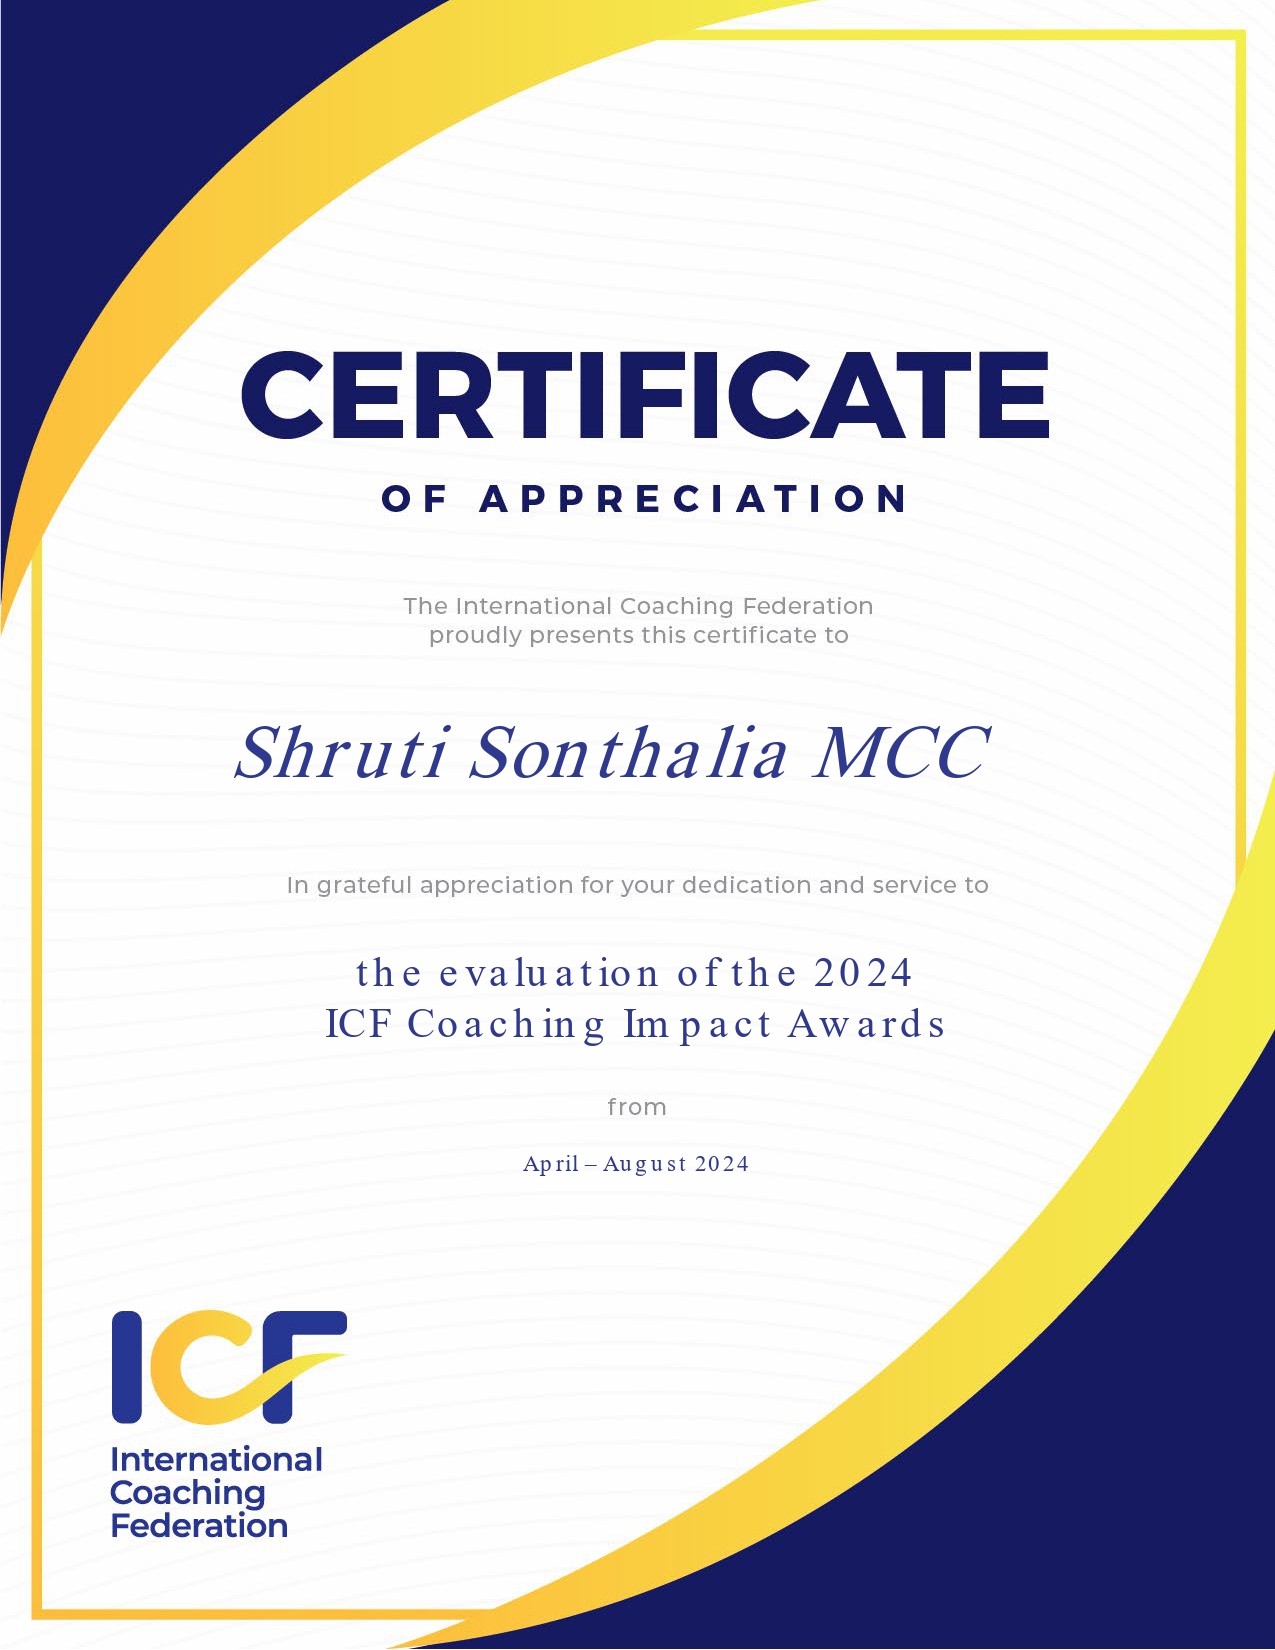 CERTIFICATE
OF APPRECIATION
The International Coaching Federation
proudly presents this certificate to
Shruti Sonthalia MCC
In grateful appreciation for your dedication and service to
the evaluation of the 2024
ICF Coaching Impact Awards
from
April – August 2024
ICF
International
Coaching
Federation